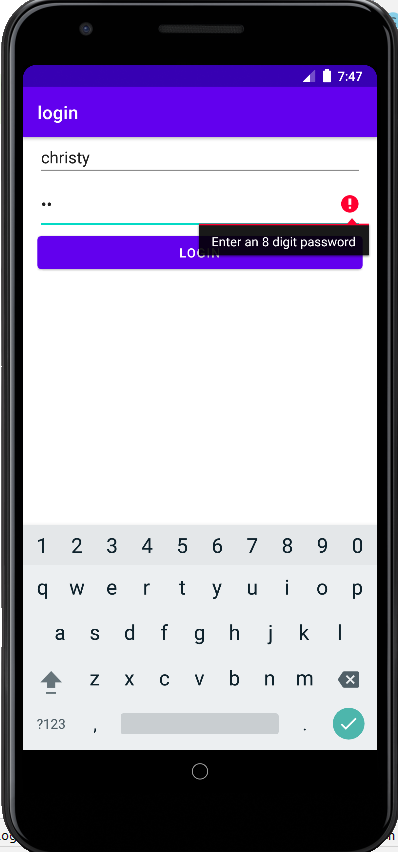 7:47
login
christy
••
Enter an 8 digit password
LOGIN
1 2 3 4 5 6 7 8 9 0
q w e r t y u i o p
a s d f g h j k l
z x c v b n m
?123 , .